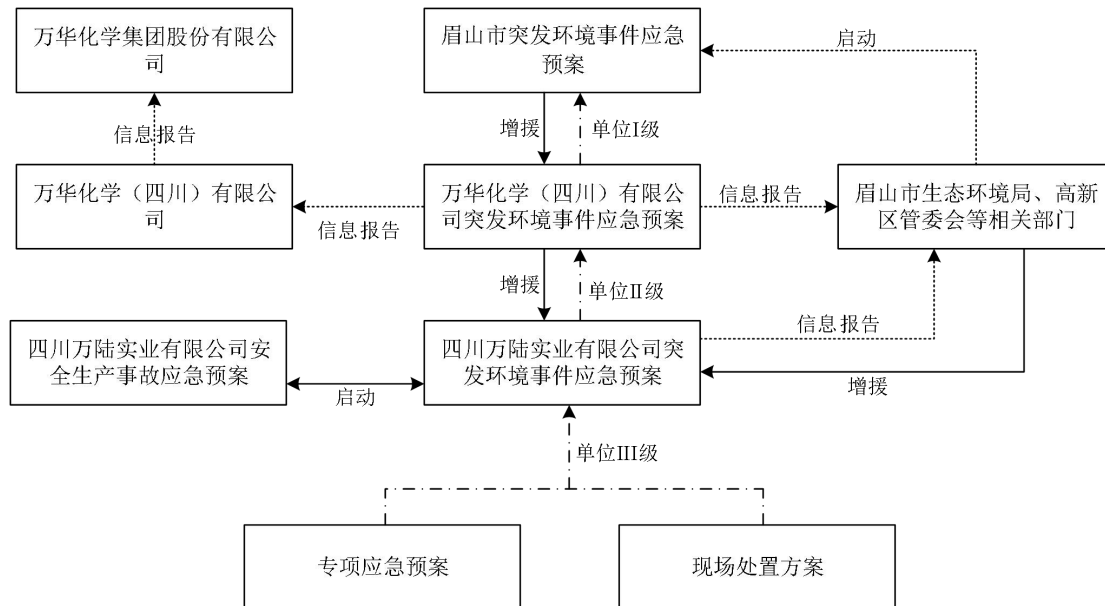 万华化学集团股份有限公
司
眉山市突发环境事件应急
预案
启动
信息报告
增援
单位I级
万华化学（四川）有限公
司
信息报告
万华化学（四川）有限公
司突发环境事件应急预案
信息报告
眉山市生态环境局、高新
区管委会等相关部门
增援
单位II级
四川万陆实业有限公司安
全生产事故应急预案
启动
四川万陆实业有限公司突
发环境事件应急预案
信息报告
增援
单位III级
专项应急预案
现场处置方案